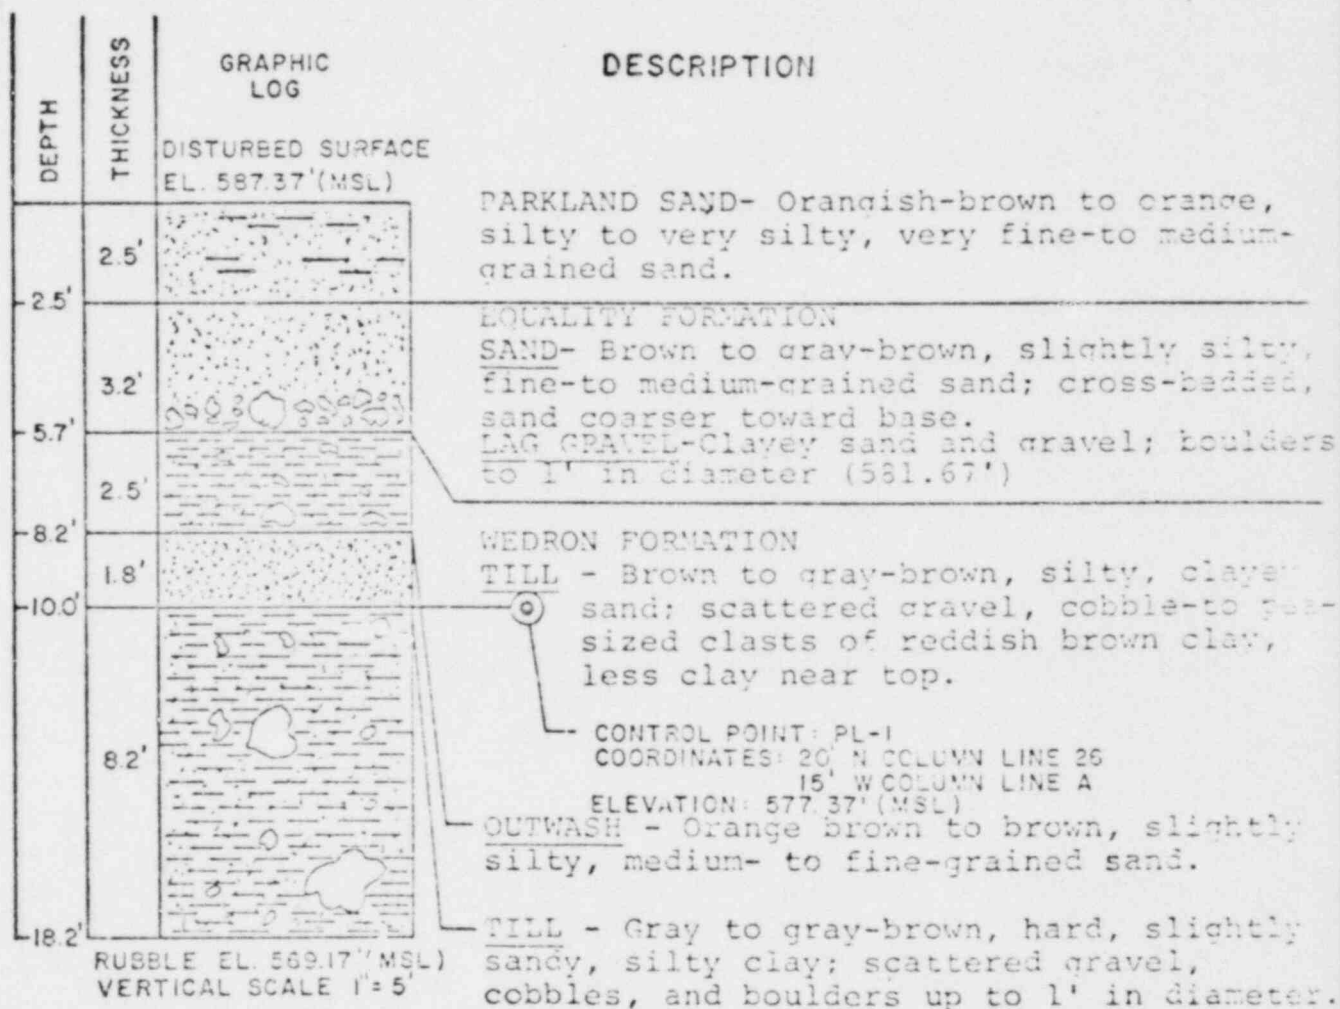 DEPTH
THICKNESS
GRAPHIC
LOG
DESCRIPTION
DISTURBED SURFACE
EL. 587.37'(MSL)
2.5'
PARKLAND SAND- Orangish-brown to orange,
silty to very silty, very fine-to medium-
grained sand.
2.5'
3.2'
EQUALITY FORMATION
SAND- Brown to gray-brown, slightly silty,
fine-to medium-grained sand; cross-bedded,
sand coarser toward base.
5.7'
LAG GRAVEL-Clayey sand and gravel; boulders
to 1' in diameter (581.67')
2.5'
8.2'
1.8'
10.0'
WEDRON FORMATION
TILL - Brown to gray-brown, silty, clayey
sand; scattered gravel, cobble-to pea-
sized clasts of reddish brown clay,
less clay near top.
CONTROL POINT: PL-1
COORDINATES: 20' N COLUMN LINE 26
15' W COLUMN LINE A
ELEVATION: 577.37'(MSL)
8.2'
OUTWASH - Orange brown to brown, slightly
silty, medium- to fine-grained sand.
18.2'
TILL - Gray to gray-brown, hard, slightly
sandy, silty clay; scattered gravel,
cobbles, and boulders up to 1' in diameter.
RUBBLE EL. 569.17'(MSL)
VERTICAL SCALE 1"= 5'